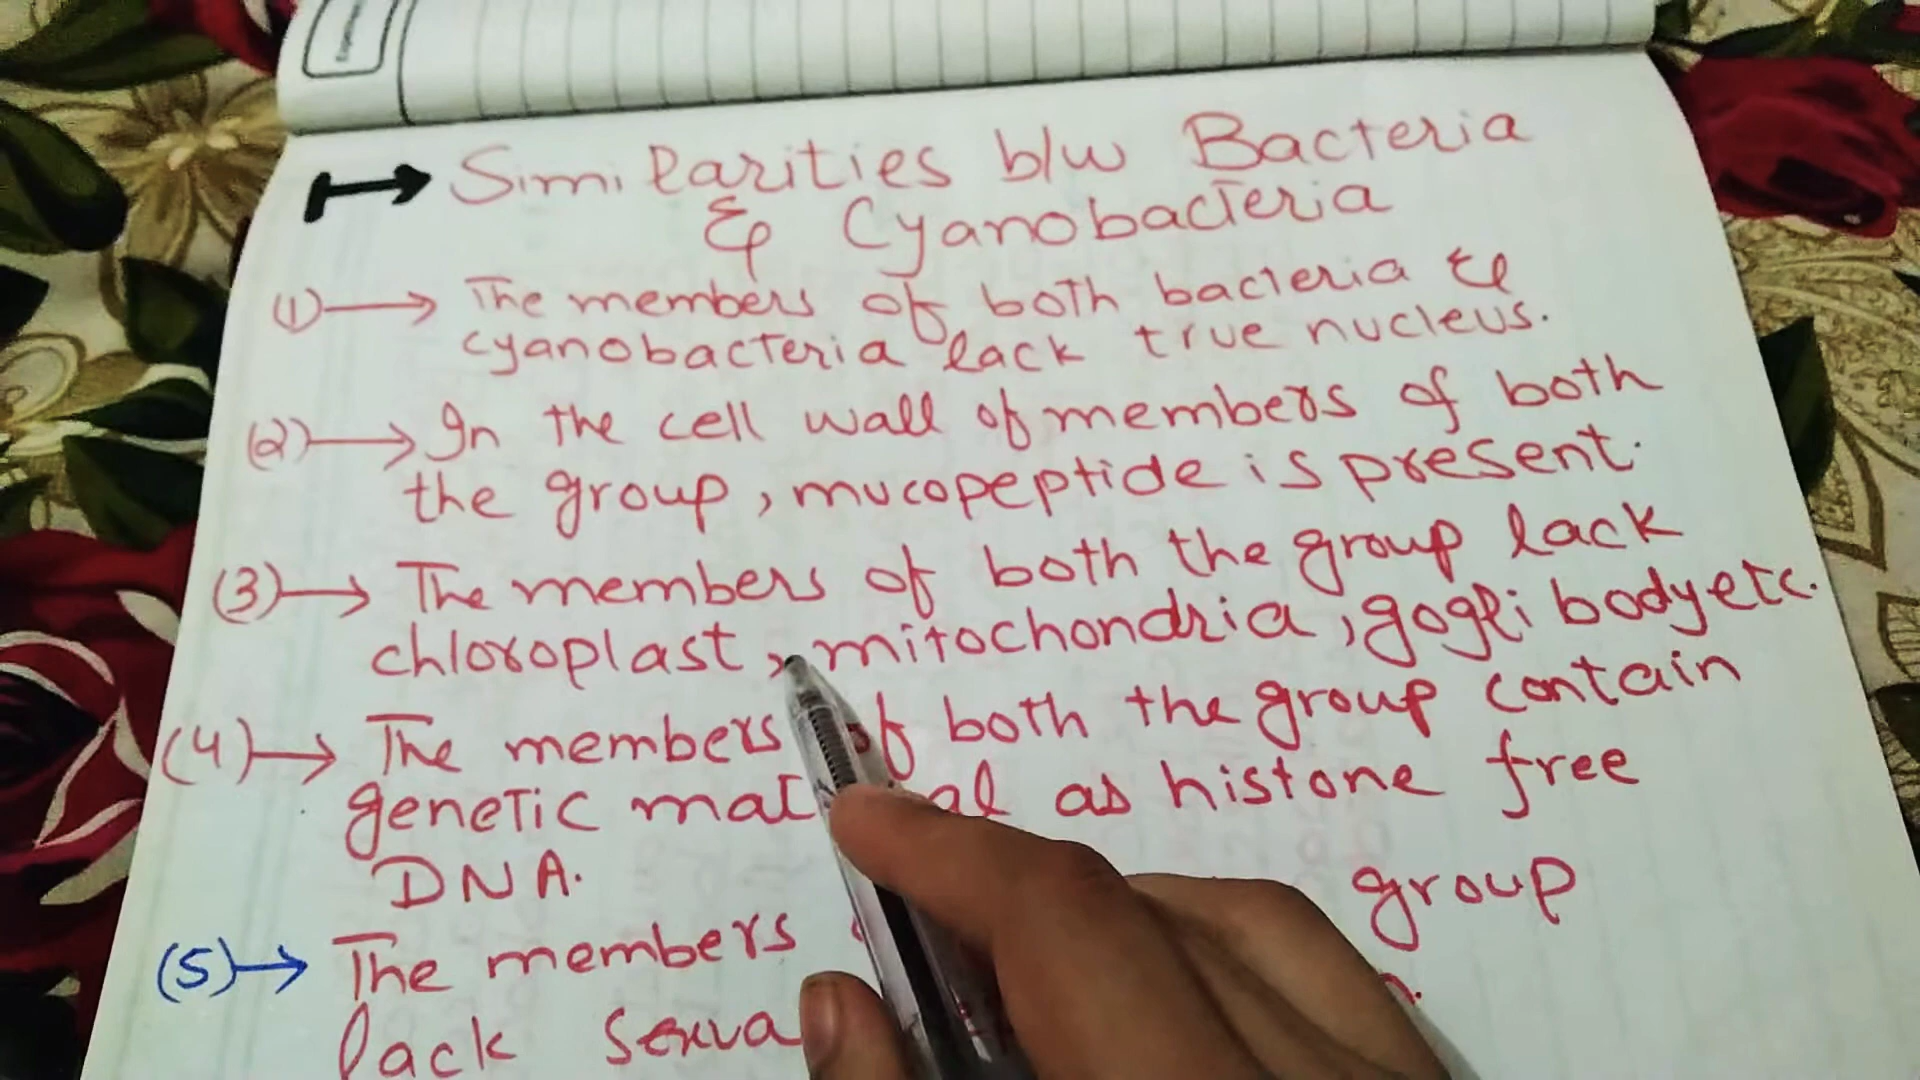 Similarities b/w Bacteria
& Cyanobacteria
(1)→ The members of both bacteria &
cyanobacteria lack true nucleus.
(2)→ In the cell wall of members of both
the group, mucopeptide is present.
(3)→ The members of both the group lack
chloroplast, mitochondria, gogli body etc.
(4)→ The members of both the group contain
genetic as histone free
DNA.
(5)→ The members group
lack